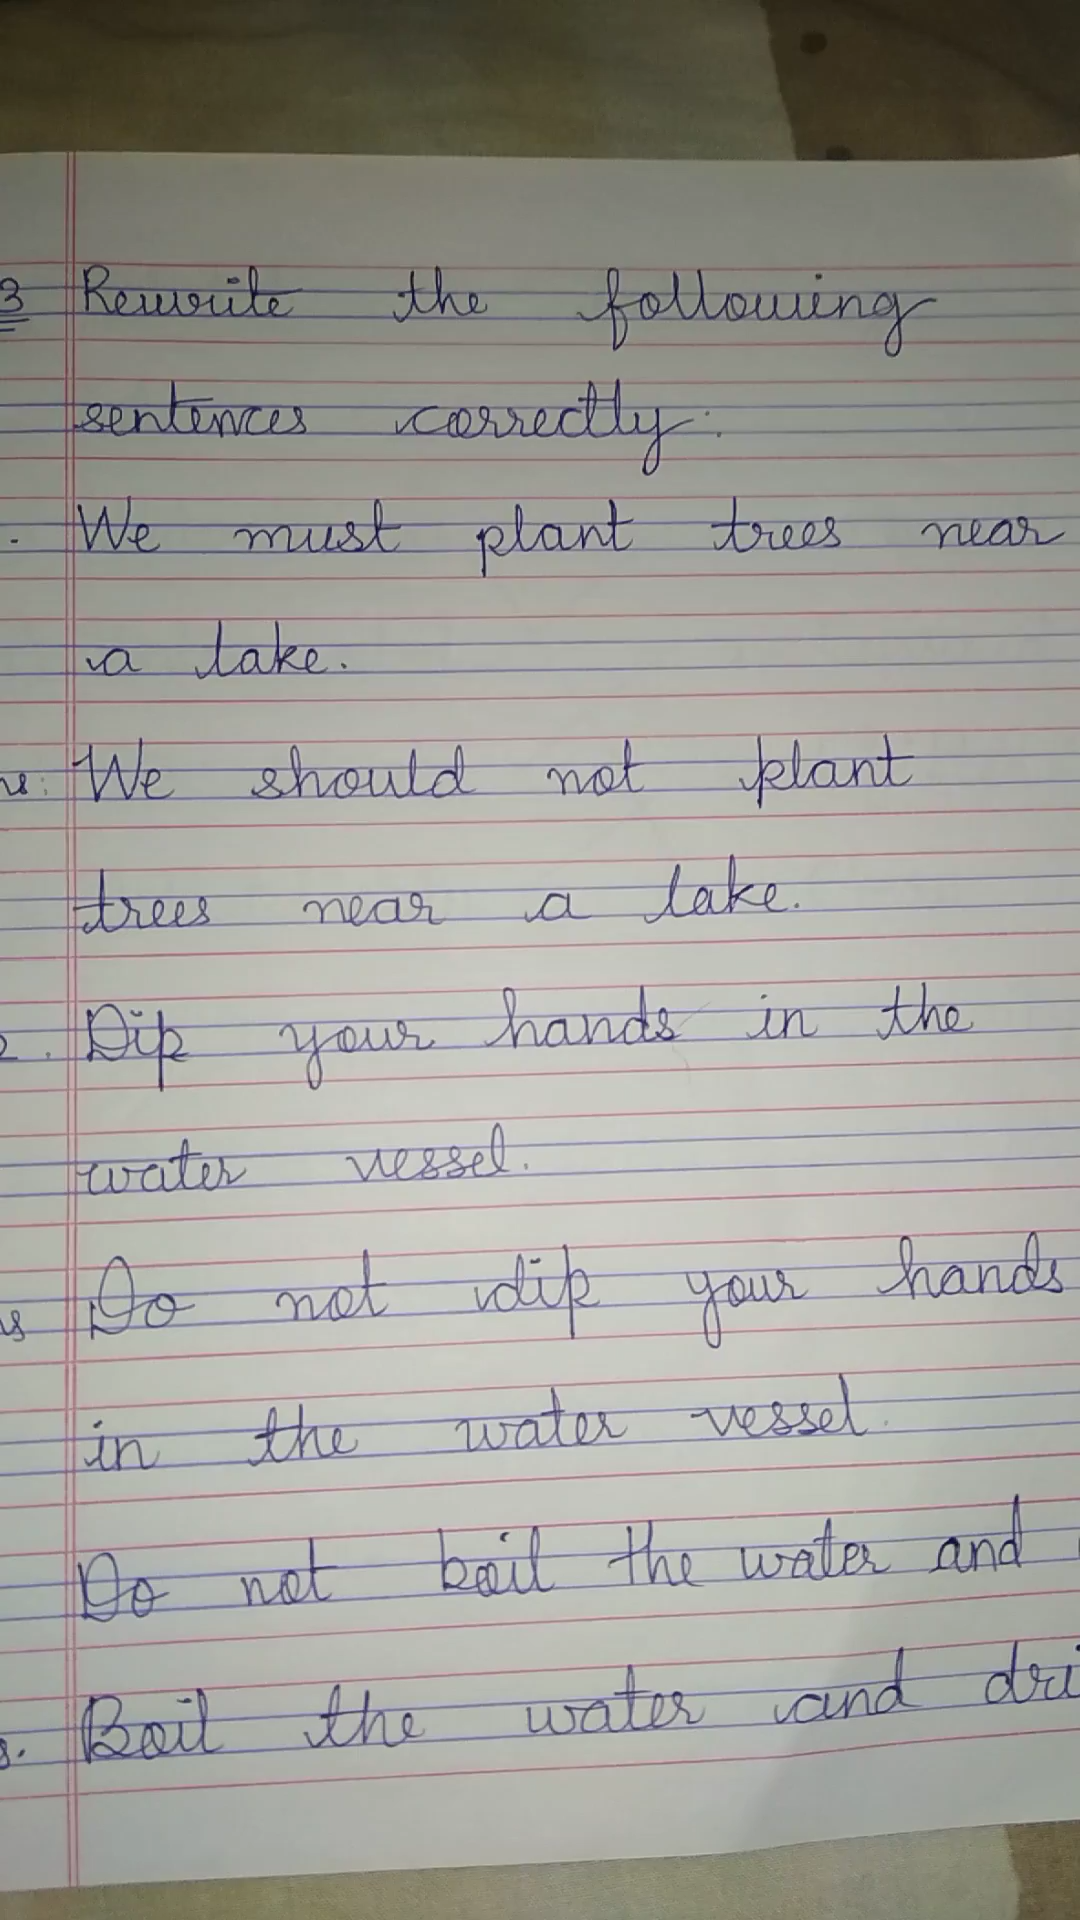 3 Rewrite the following
sentences correctly.
. We must plant trees near
a lake.
We should not plant
trees near a lake.
2. Dip your hands in the
water vessel.
Do not dip your hands
in the water vessel.
Do not boil the water and
Boil the water and